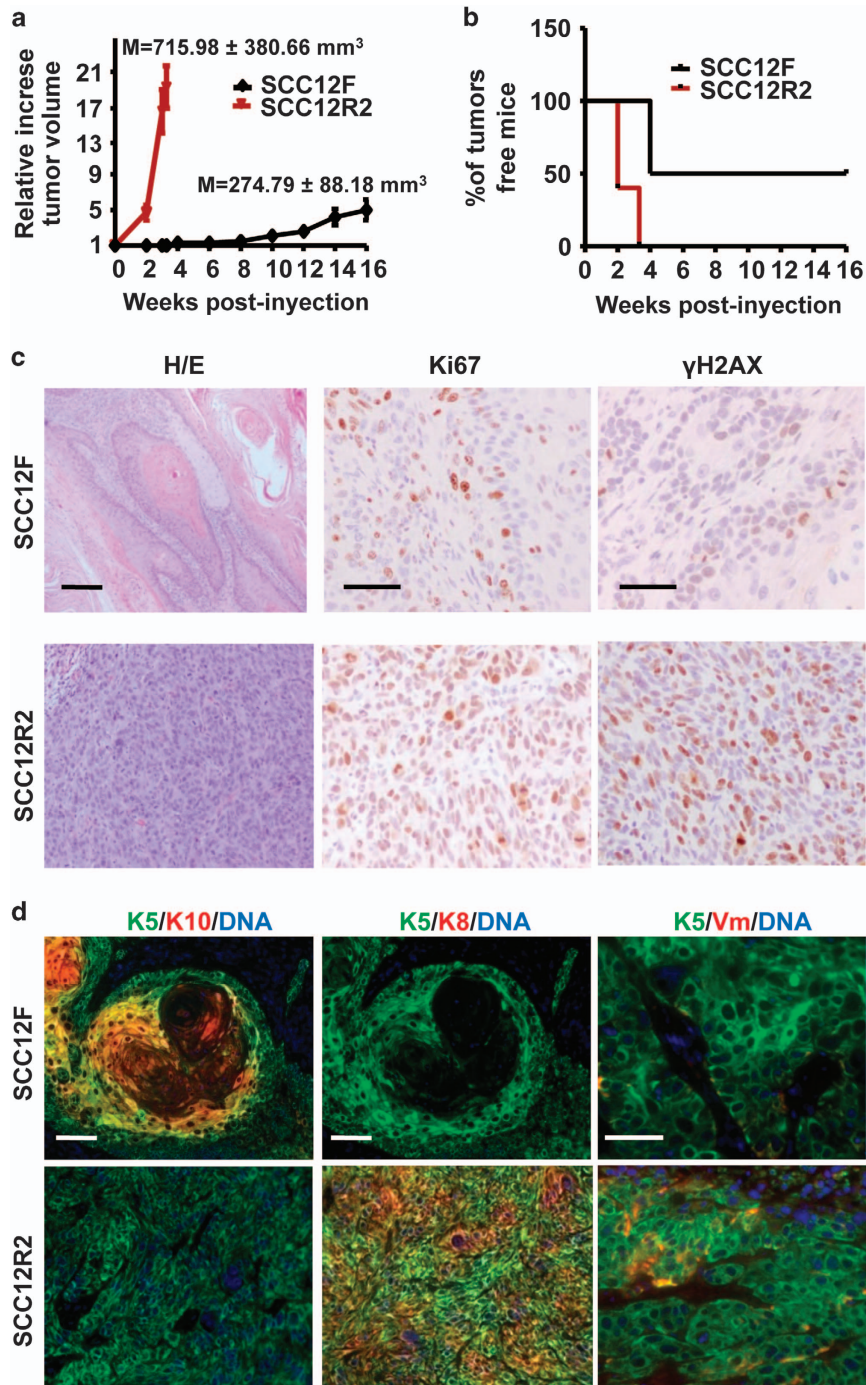 a
M=715.98 ± 380.66 mm³
21
17
13
9
5
1
Relative increse
tumor volume
SCC12F
SCC12R2
M=274.79 ± 88.18 mm³
0 2 4 6 8 10 12 14 16
Weeks post-inyection
b
150
100
50
0
%of tumors
free mice
SCC12F
SCC12R2
0 2 4 6 8 10 12 14 16
Weeks post-inyection
c
H/E Ki67 γH2AX
SCC12F
SCC12R2
d
K5/K10/DNA K5/K8/DNA K5/Vm/DNA
SCC12F
SCC12R2